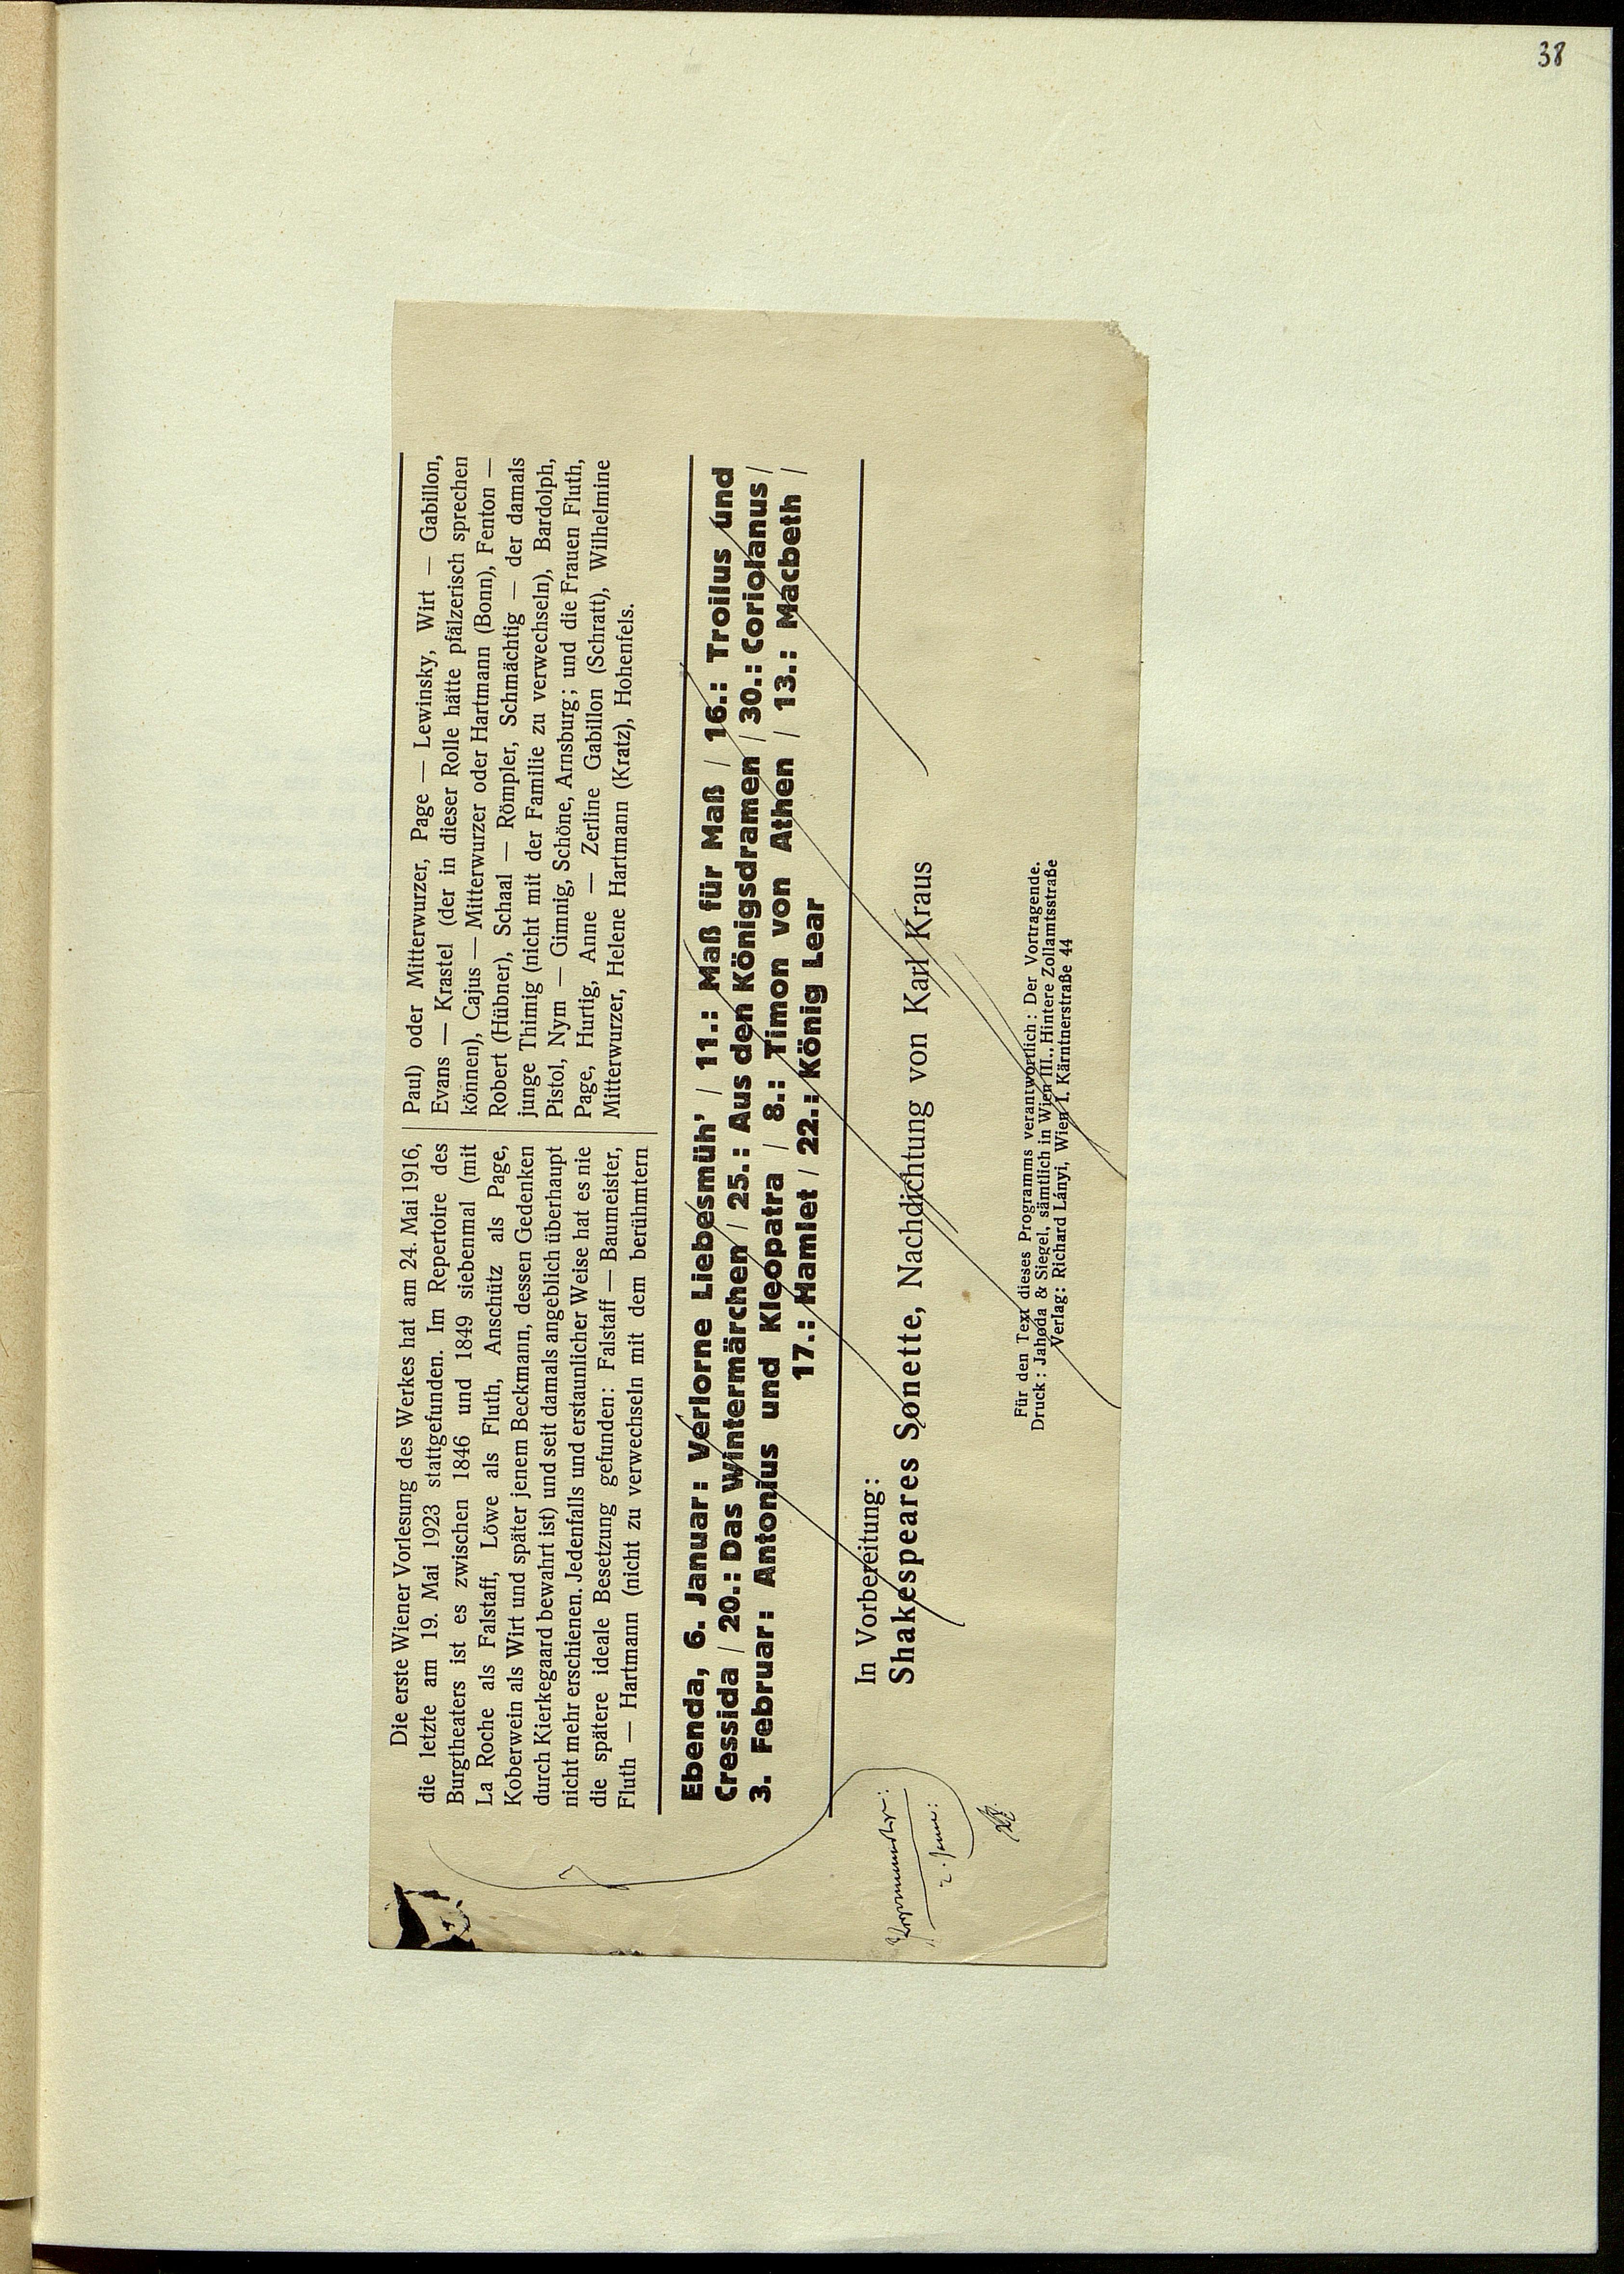 38
Die erste Wiener Vorlesung des Werkes hat am 24. Mai 1916,
die letzte am 19. Mai 1923 stattgefunden. Im Repertoire des
Burgtheaters ist es zwischen 1846 und 1849 siebenmal (mit
La Roche als Falstaff, Löwe als Fluth, Anschütz als Page,
Koberwein als Wirt und später jenem Beckmann, dessen Gedenken
durch Kierkegaard bewahrt ist) und seit damals angeblich überhaupt
nicht mehr erschienen. Jedenfalls und erstaunlicher Weise hat es nie
die spätere ideale Besetzung gefunden: Falstaff — Baumeister,
Fluth — Hartmann (nicht zu verwechseln mit dem berühmtern
Paul) oder Mitterwurzer, Page — Lewinsky, Wirt — Gabillon,
Evans — Krastel (der in dieser Rolle hätte pfälzerisch sprechen
können), Cajus — Mitterwurzer oder Hartmann (Bonn), Fenton —
Robert (Hübner), Schaal — Römpler, Schmächtig — der damals
junge Thimig (nicht mit der Familie zu verwechseln), Bardolph,
Pistol, Nym — Gimnig, Schöne, Arnsburg; und die Frauen Fluth,
Page, Hurtig, Anne — Zerline Gabillon (Schratt), Wilhelmine
Mitterwurzer, Helene Hartmann (Kratz), Hohenfels.
Ebenda, 6. Januar: Verlorne Liebesmüh' / 11.: Maß für Maß / 16.: Troilus und
Cressida / 20.: Das Wintermärchen / 25.: Aus den Königsdramen / 30.: Coriolanus /
3. Februar: Antonius und Kleopatra / 8.: Timon von Athen / 13.: Macbeth /
17.: Hamlet / 22.: König Lear
In Vorbereitung:
Shakespeares Sonette, Nachdichtung von Karl Kraus
Für den Text dieses Programms verantwortlich: Der Vortragende.
Druck: Jahoda & Siegel, sämtlich in Wien III., Hintere Zollamtsstraße
Verlag: Richard Lányi, Wien I. Kärntnerstraße 44